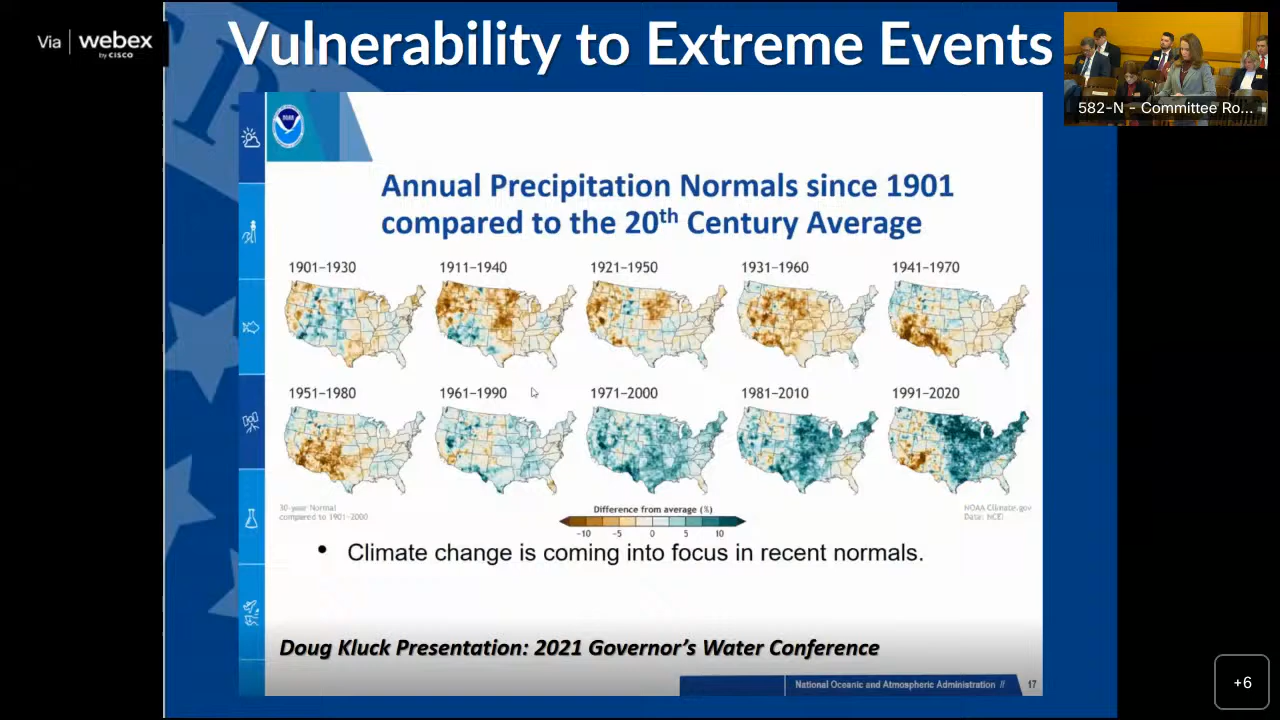 Via webex
by CISCO
Vulnerability to Extreme Events
582-N - Committee Ro...
NOAA
Annual Precipitation Normals since 1901
compared to the 20th Century Average
1901–1930 1911–1940 1921–1950 1931–1960 1941–1970
1951–1980 1961–1990 1971–2000 1981–2010 1991–2020
30-year Normal
compared to 1901–2000
Difference from average (%)
-10 -5 0 5 10
NOAA Climate.gov
Data: NCEI
• Climate change is coming into focus in recent normals.
Doug Kluck Presentation: 2021 Governor's Water Conference
National Oceanic and Atmospheric Administration // 17
+6